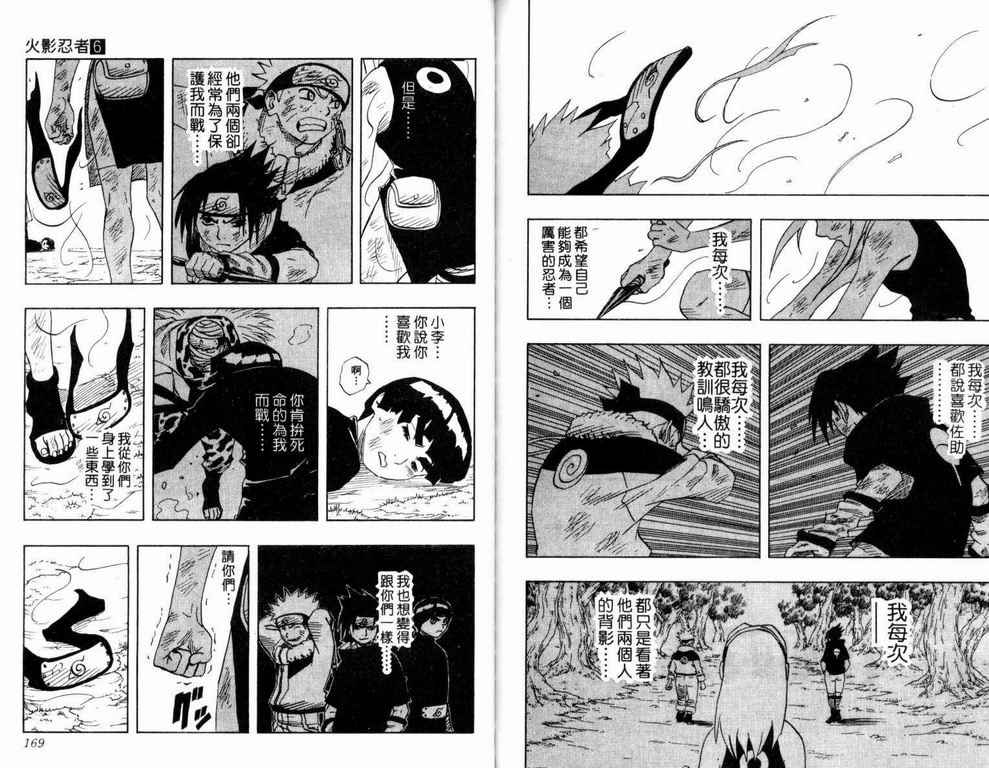 我每次……
都希望自己
能夠成為一個
厲害的忍者…
我每次…
都說喜歡佐助
………
我每次…
都很驕傲的
教訓鳴人…
我每次
都只是看著
他們兩個人
的背影…
火影忍者6
但是……
他們兩個卻
經常為了保
護我而戰……
小李…
你說你
喜歡我
……
啊…
你肯拚死
命的為我
而戰……
我從你們
身上學到了
一些東西…
我也想變得
跟你們一樣
……
請你們…
グッ
169